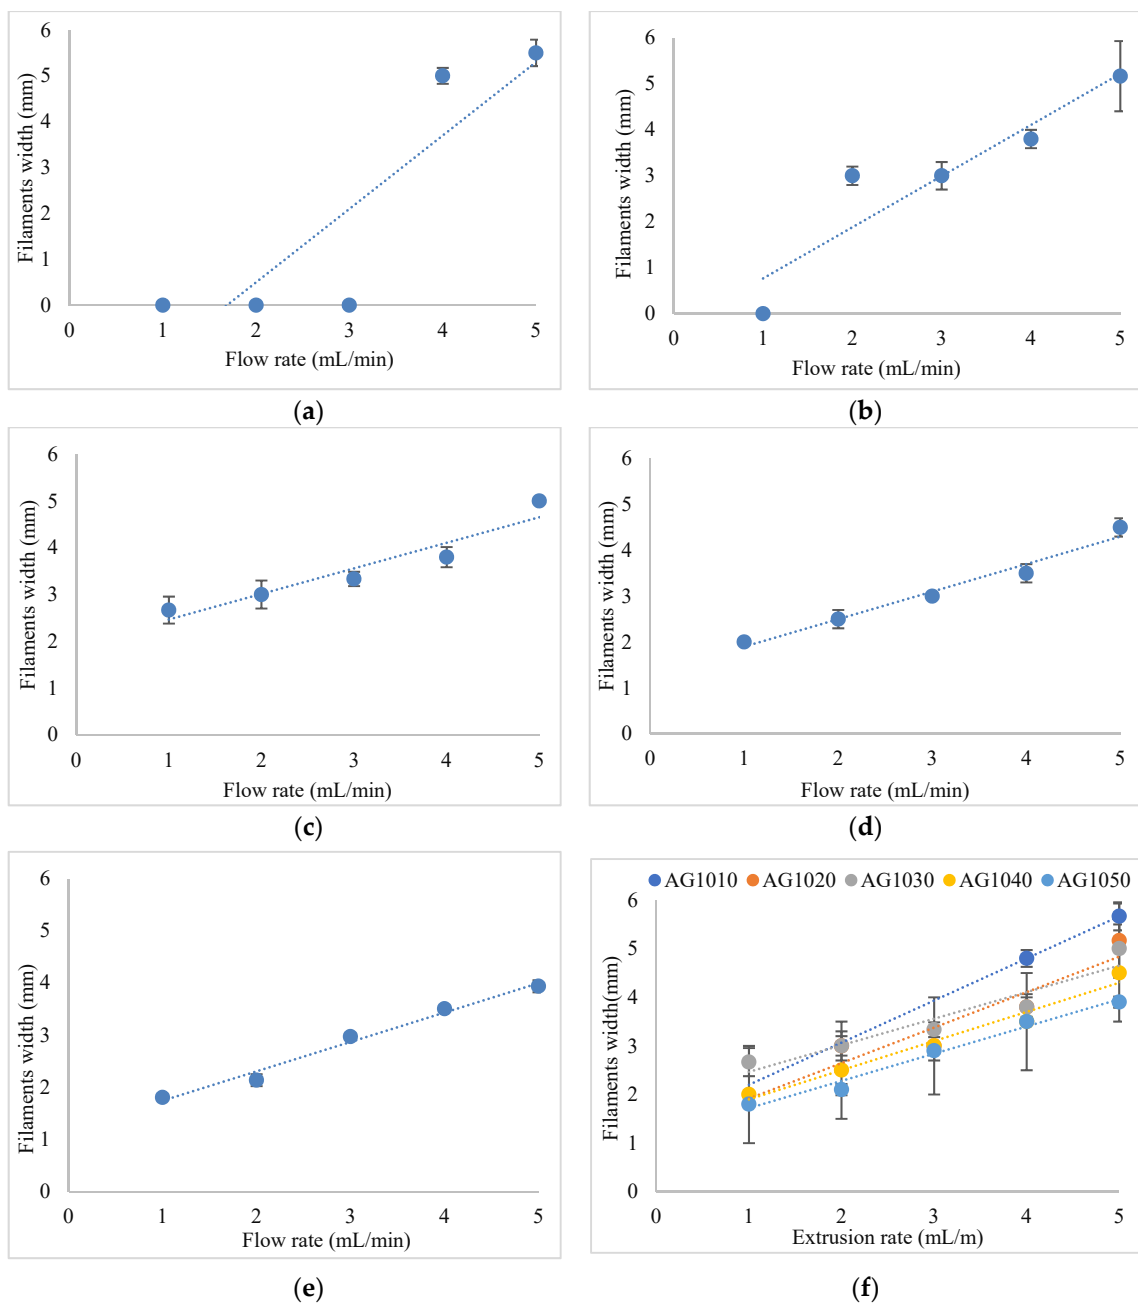 6
5
4
3
2
1
0
Filaments width (mm)
0 1 2 3 4 5
Flow rate (mL/min)
(a)
6
5
4
3
2
1
0
Filaments width (mm)
0 1 2 3 4 5
Flow rate (mL/min)
(b)
6
5
4
3
2
1
0
Filaments width (mm)
0 1 2 3 4 5
Flow rate (mL/min)
(c)
6
5
4
3
2
1
0
Filaments width (mm)
0 1 2 3 4 5
Flow rate (mL/min)
(d)
6
5
4
3
2
1
0
Filaments width (mm)
0 1 2 3 4 5
Flow rate (mL/min)
(e)
AG1010 AG1020 AG1030 AG1040 AG1050
6
5
4
3
2
1
0
Filaments width(mm)
0 1 2 3 4 5
Extrusion rate (mL/m)
(f)